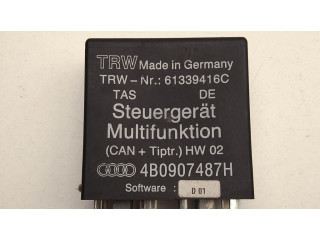 TRW Made in Germany
TRW-Nr.: 61339416C
TAS DE
Steuergerät
Multifunktion
(CAN + Tiptr.) HW 02
4B0907487H
Software : D 01